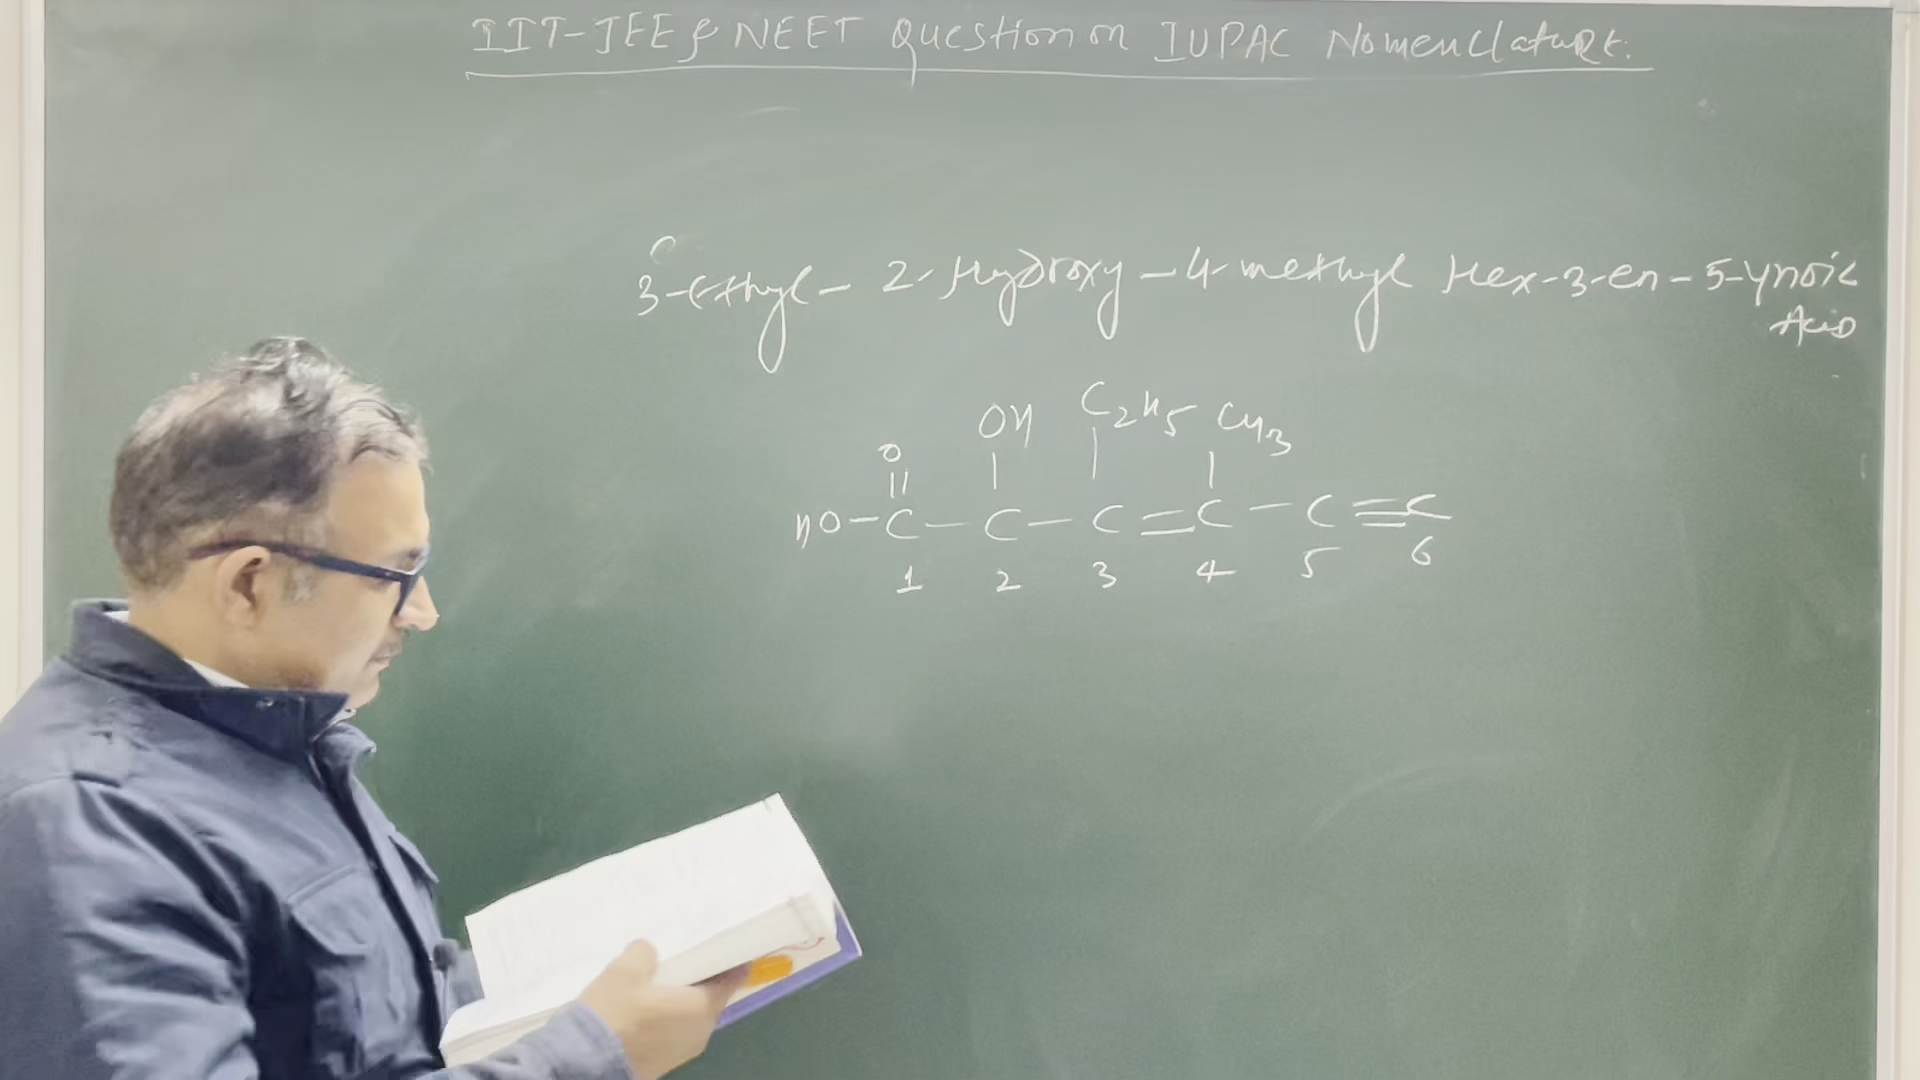 IIT-JEE & NEET Question on IUPAC Nomenclature.
3-Ethyl-2-Hydroxy-4-methyl Hex-3-en-5-ynoic
Acid
OH C2H5 CH3
O
HO-C-C-C=C-C≡C
1 2 3 4 5 6